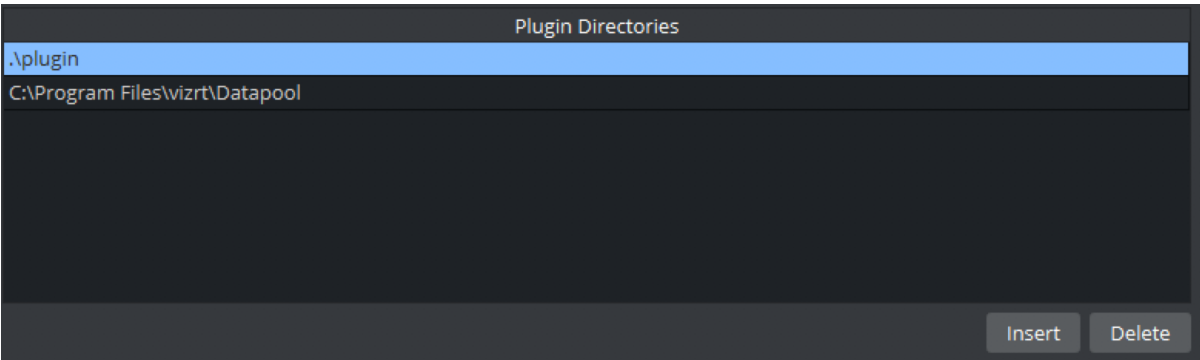 Plugin Directories
.\plugin
C:\Program Files\vizrt\Datapool
Insert Delete